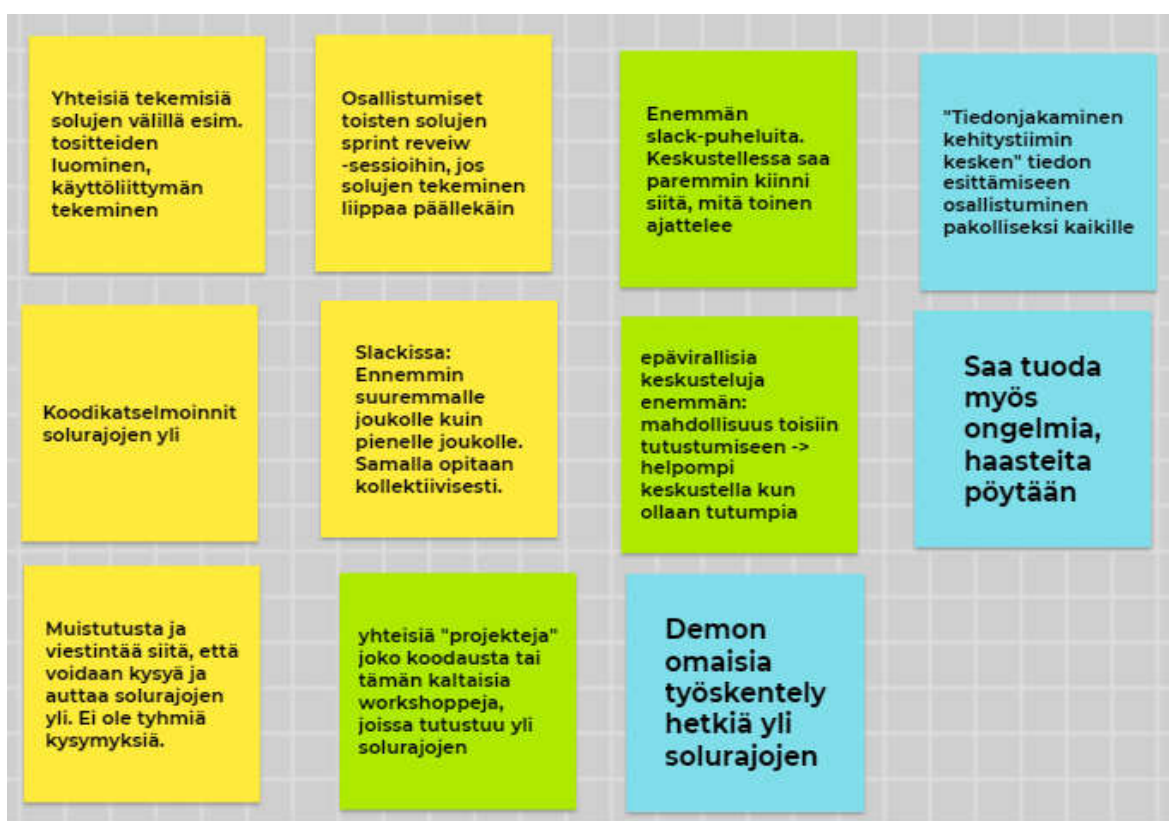 Yhteisiä tekemisiä
solujen välillä esim.
tositteiden
luominen,
käyttöliittymän
tekeminen
Osallistumiset
toisten solujen
sprint reveiw
-sessioihin, jos
solujen tekeminen
liippaa päällekäin
Enemmän
slack-puheluita.
Keskustellessa saa
paremmin kiinni
siitä, mitä toinen
ajattelee
"Tiedonjakaminen
kehitystiimin
kesken" tiedon
esittämiseen
osallistuminen
pakolliseksi kaikille
Koodikatselmoinnit
solurajojen yli
Slackissa:
Ennemmin
suuremmalle
joukolle kuin
pienelle joukolle.
Samalla opitaan
kollektiivisesti.
epävirallisia
keskusteluja
enemmän:
mahdollisuus toisiin
tutustumiseen ->
helpompi
keskustella kun
ollaan tutumpia
Saa tuoda
myös
ongelmia,
haasteita
pöytään
Muistutusta ja
viestintää siitä, että
voidaan kysyä ja
auttaa solurajojen
yli. Ei ole tyhmiä
kysymyksiä.
yhteisiä "projekteja"
joko koodausta tai
tämän kaltaisia
workshoppeja,
joissa tutustuu yli
solurajojen
Demon
omaisia
työskentely
hetkiä yli
solurajojen